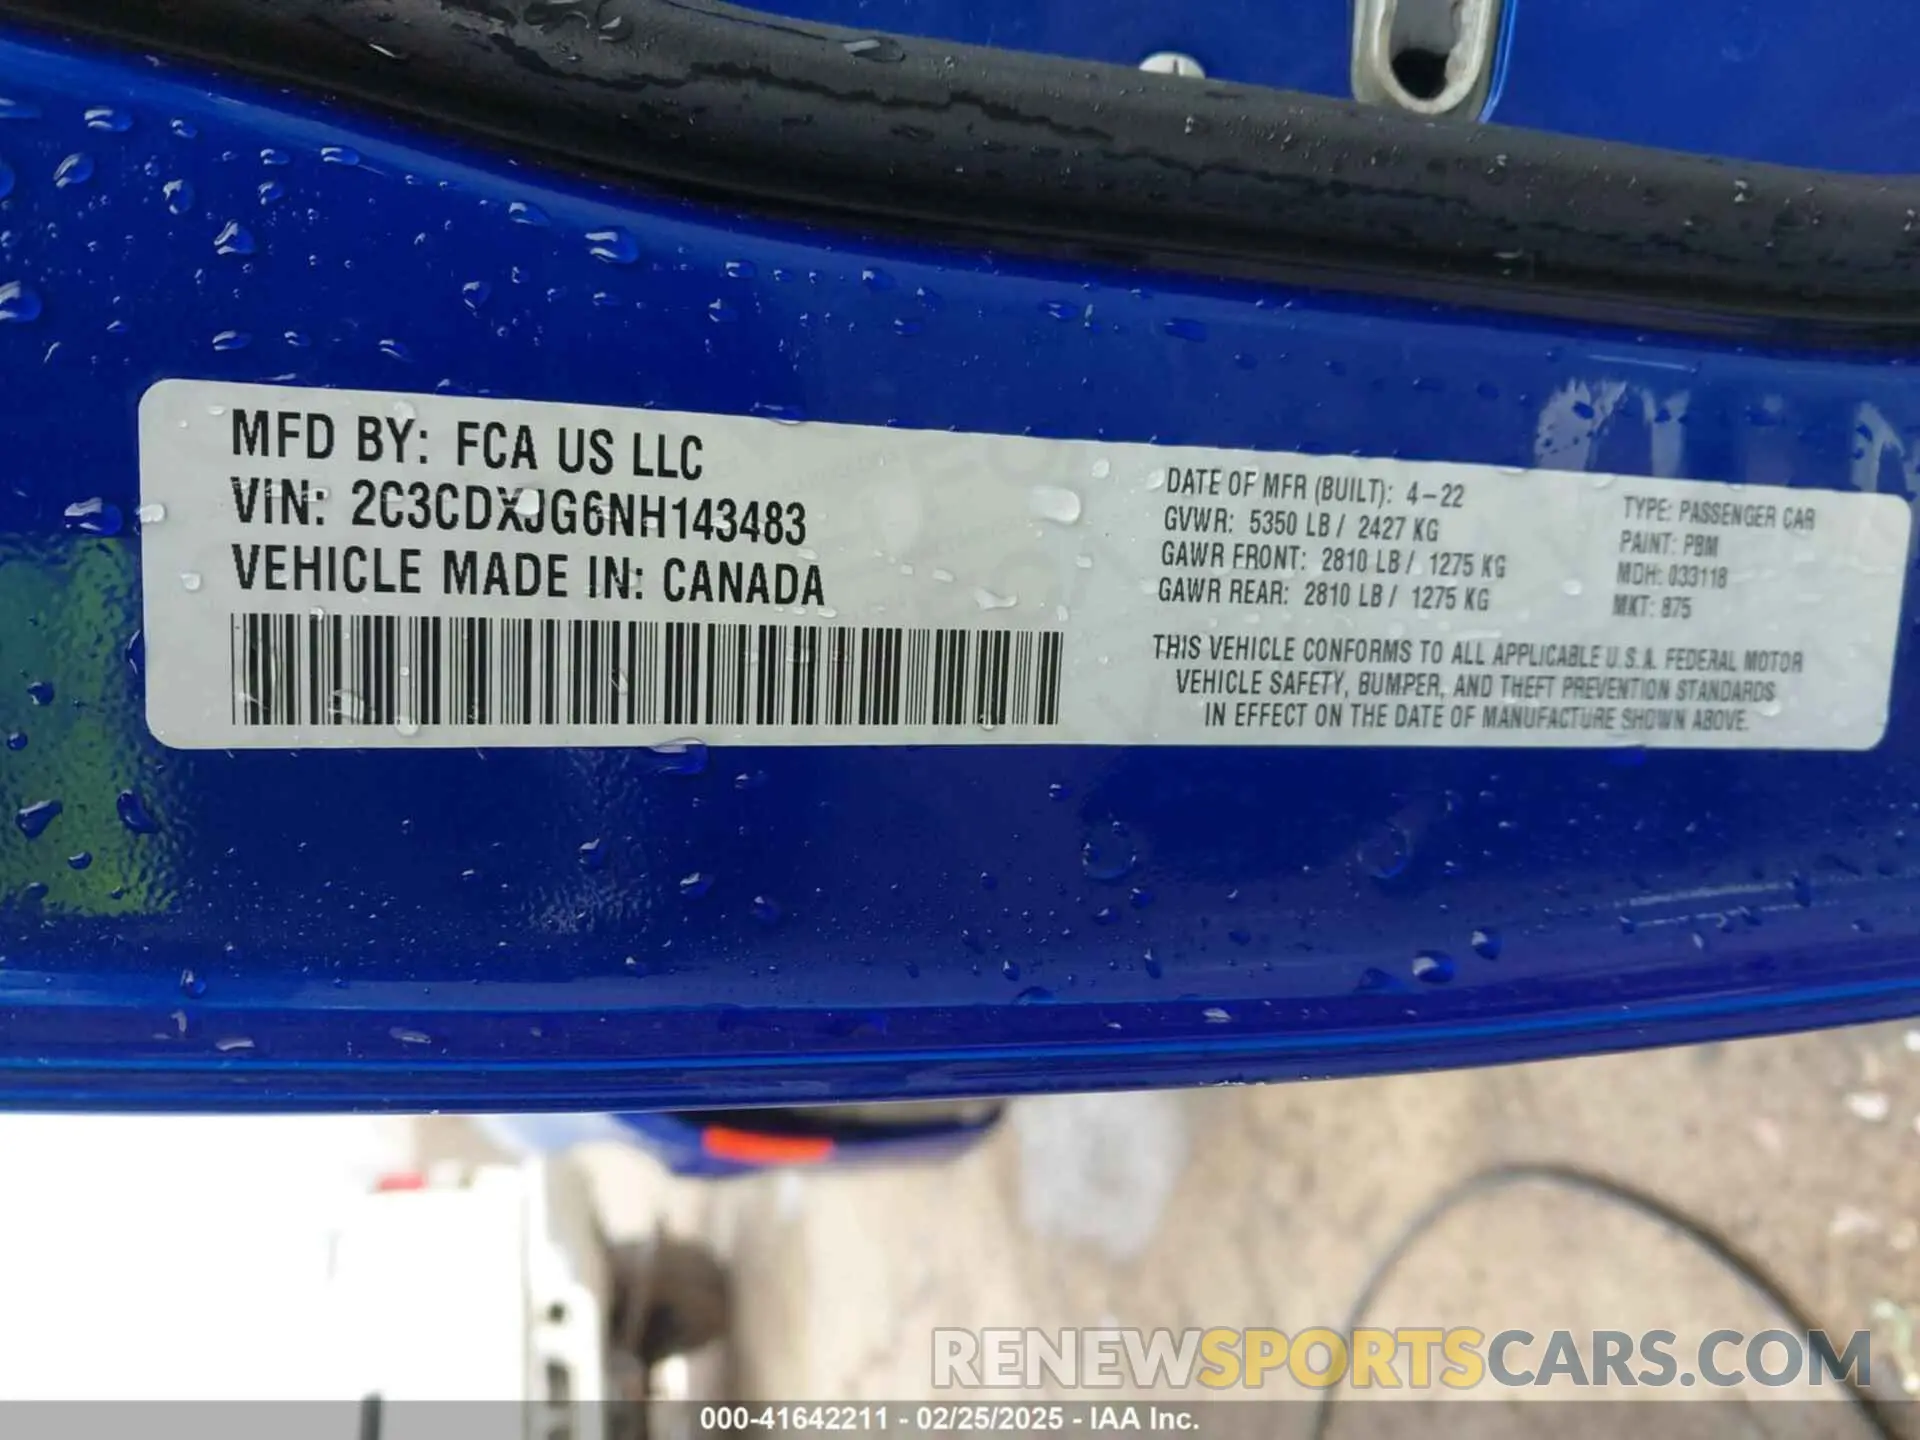 MFD BY: FCA US LLC
VIN: 2C3CDXJG6NH143483
VEHICLE MADE IN: CANADA
DATE OF MFR (BUILT): 4-22
GVWR: 5350 LB / 2427 KG
GAWR FRONT: 2810 LB / 1275 KG
GAWR REAR: 2810 LB / 1275 KG
TYPE: PASSENGER CAR
PAINT: PBM
MDH: 033118
MKT: 875
THIS VEHICLE CONFORMS TO ALL APPLICABLE U.S.A. FEDERAL MOTOR
VEHICLE SAFETY, BUMPER, AND THEFT PREVENTION STANDARDS
IN EFFECT ON THE DATE OF MANUFACTURE SHOWN ABOVE.
RENEWSPORTSCARS.COM
000-41642211 - 02/25/2025 - IAA Inc.